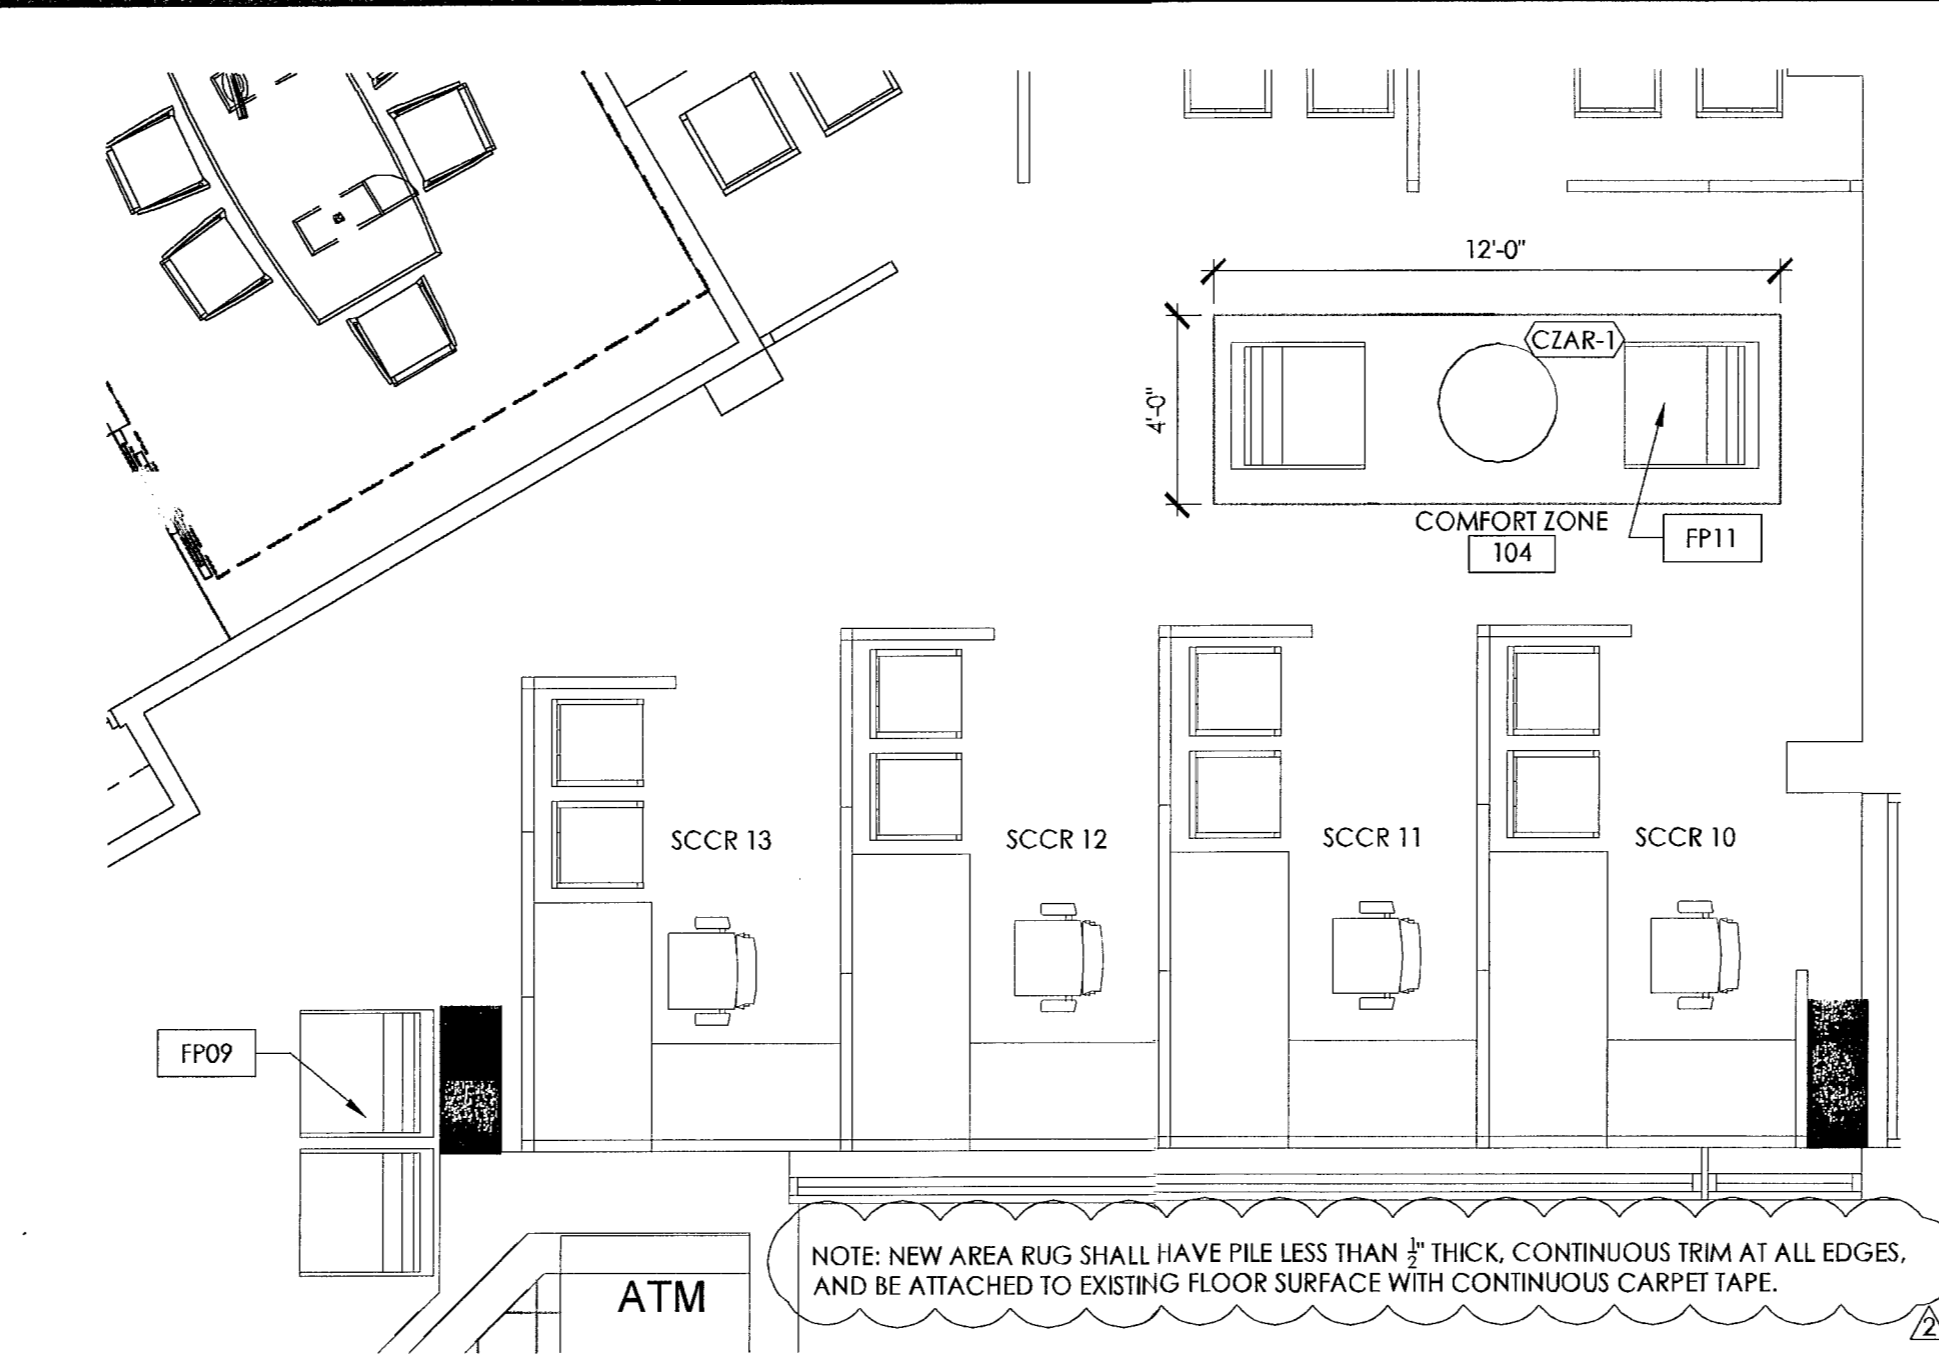 12'-0"
CZAR-1
4'-0"
COMFORT ZONE
104
FP11
SCCR 13
SCCR 12
SCCR 11
SCCR 10
FP09
NOTE: NEW AREA RUG SHALL HAVE PILE LESS THAN ½" THICK, CONTINUOUS TRIM AT ALL EDGES,
AND BE ATTACHED TO EXISTING FLOOR SURFACE WITH CONTINUOUS CARPET TAPE.
ATM
2